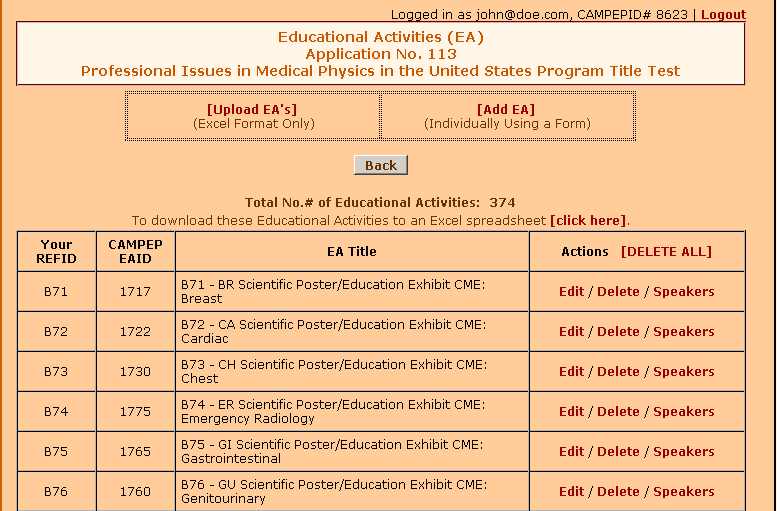 Logged in as john@doe.com, CAMPEPID# 8623 | Logout
Educational Activities (EA)
Application No. 113
Professional Issues in Medical Physics in the United States Program Title Test
[Upload EA's]
(Excel Format Only)
[Add EA]
(Individually Using a Form)
Back
Total No.# of Educational Activities: 374
To download these Educational Activities to an Excel spreadsheet [click here].
Your
REFID
CAMPEP
EAID
EA Title
Actions [DELETE ALL]
B71
1717
B71 - BR Scientific Poster/Education Exhibit CME:
Breast
Edit / Delete / Speakers
B72
1722
B72 - CA Scientific Poster/Education Exhibit CME:
Cardiac
Edit / Delete / Speakers
B73
1730
B73 - CH Scientific Poster/Education Exhibit CME:
Chest
Edit / Delete / Speakers
B74
1775
B74 - ER Scientific Poster/Education Exhibit CME:
Emergency Radiology
Edit / Delete / Speakers
B75
1765
B75 - GI Scientific Poster/Education Exhibit CME:
Gastrointestinal
Edit / Delete / Speakers
B76
1760
B76 - GU Scientific Poster/Education Exhibit CME:
Genitourinary
Edit / Delete / Speakers